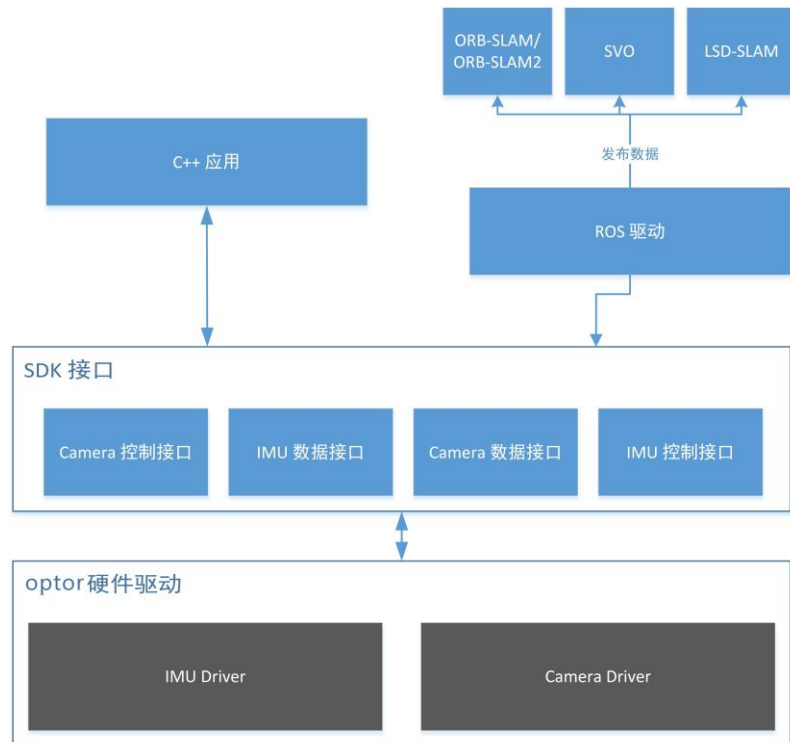 ORB-SLAM/
ORB-SLAM2
SVO
LSD-SLAM
发布数据
C++ 应用
ROS 驱动
SDK 接口
Camera 控制接口
IMU 数据接口
Camera 数据接口
IMU 控制接口
optor硬件驱动
IMU Driver
Camera Driver